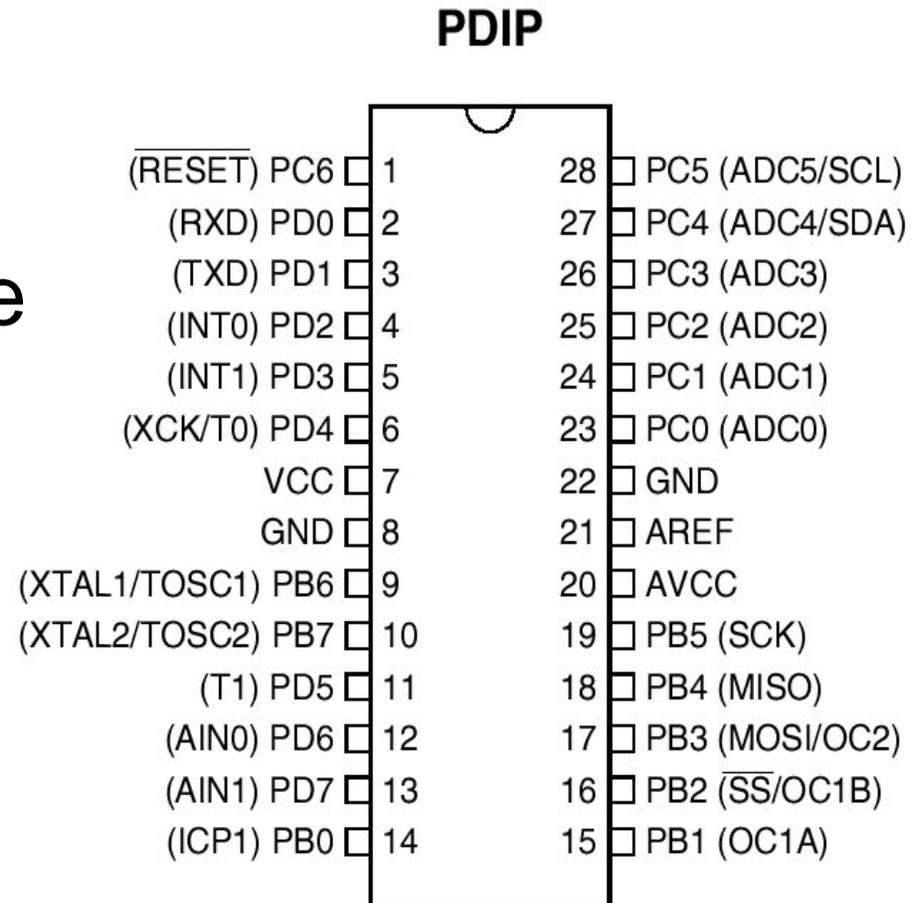 PDIP
(RESET) PC6 1 28 PC5 (ADC5/SCL)
(RXD) PD0 2 27 PC4 (ADC4/SDA)
(TXD) PD1 3 26 PC3 (ADC3)
e
(INT0) PD2 4 25 PC2 (ADC2)
(INT1) PD3 5 24 PC1 (ADC1)
(XCK/T0) PD4 6 23 PC0 (ADC0)
VCC 7 22 GND
GND 8 21 AREF
(XTAL1/TOSC1) PB6 9 20 AVCC
(XTAL2/TOSC2) PB7 10 19 PB5 (SCK)
(T1) PD5 11 18 PB4 (MISO)
(AIN0) PD6 12 17 PB3 (MOSI/OC2)
(AIN1) PD7 13 16 PB2 (SS/OC1B)
(ICP1) PB0 14 15 PB1 (OC1A)